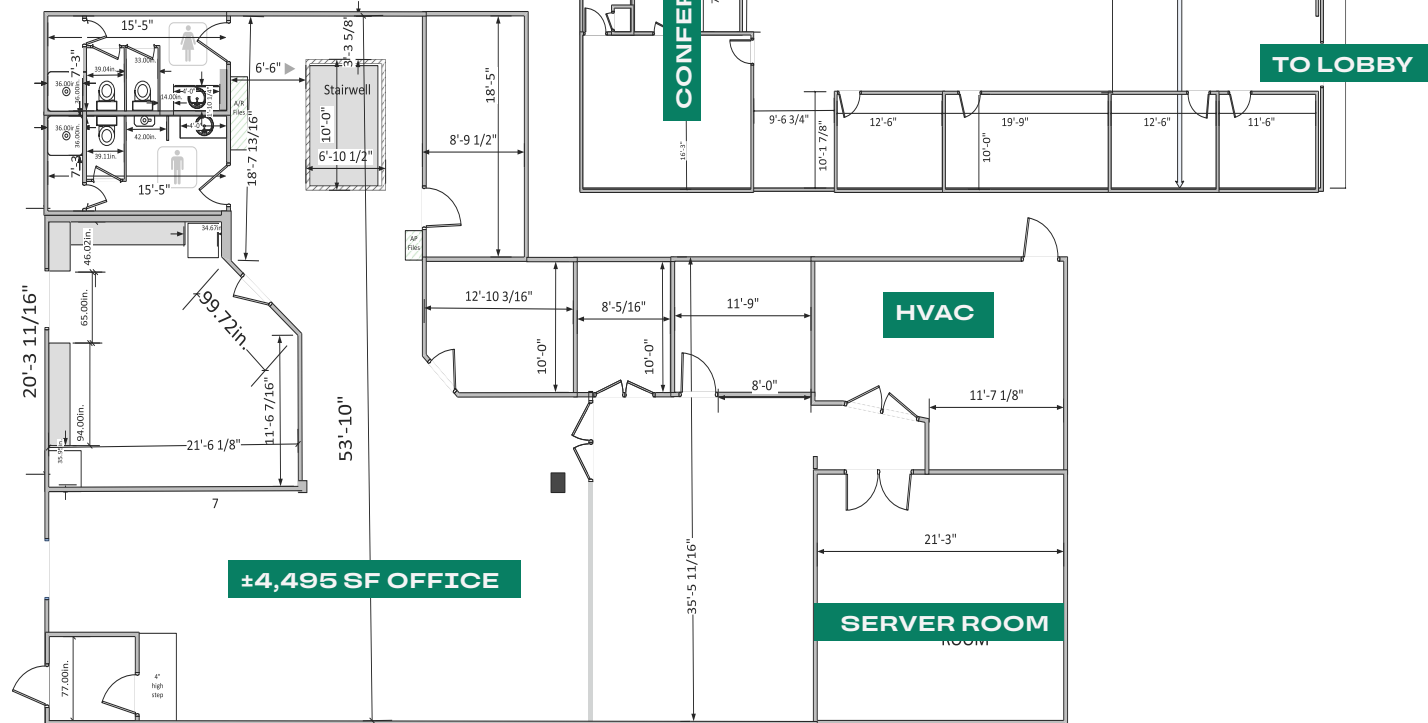 15'-5"
7'-3"
39.04in.
33.00in.
36.00in.
36.00in.
14.00in.
4'-0"
A/R
Files
6'-6"
3'-3 5/8"
Stairwell
10'-0"
6'-10 1/2"
18'-7 13/16"
36.00in.
36.00in.
39.11in.
42.00in.
4'-0"
7'-3
15'-5"
18'-5"
8'-9 1/2"
AP
Files
CONFER
16'-3"
9'-6 3/4"
10'-1 7/8"
12'-6"
19'-9"
10'-0"
12'-6"
11'-6"
TO LOBBY
34.67in
46.02in.
65.00in.
94.00in.
20'-3 11/16"
99.72in.
11'-6 7/16"
21'-6 1/8"
7
53'-10"
12'-10 3/16"
10'-0"
8'-5/16"
10'-0"
11'-9"
8'-0"
HVAC
11'-7 1/8"
35'-5 11/16"
21'-3"
±4,495 SF OFFICE
SERVER ROOM
ROOM
77.00in.
4"
high
step